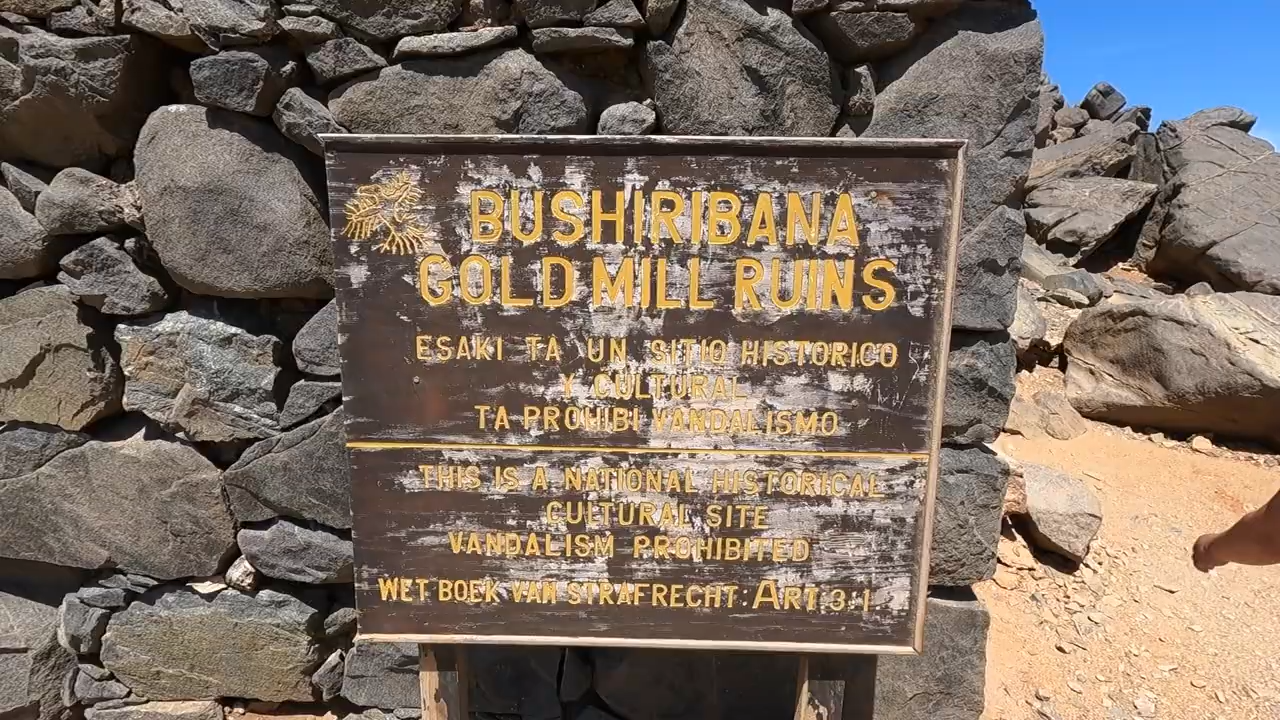 BUSHIRIBANA
GOLD MILL RUINS
ESAKI TA UN SITIO HISTORICO
Y CULTURAL
TA PROHIBI VANDALISMO
THIS IS A NATIONAL HISTORICAL
CULTURAL SITE
VANDALISM PROHIBITED
WET BOEK VAN STRAFRECHT: ART. 3:1